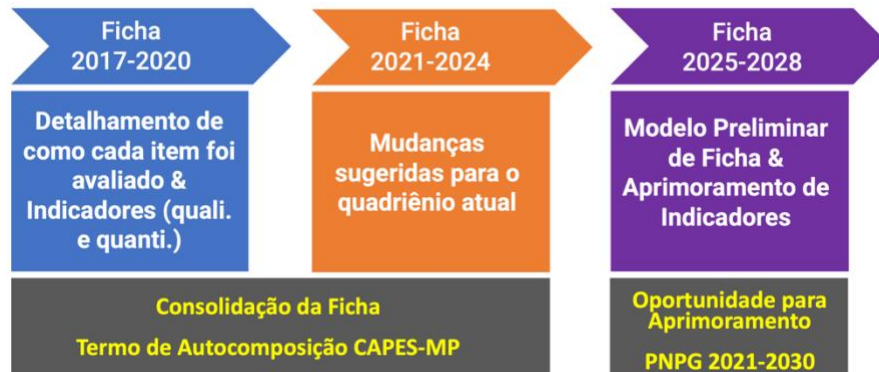 Ficha
2017-2020
Ficha
2021-2024
Ficha
2025-2028
Detalhamento de
como cada item foi
avaliado &
Indicadores (quali.
e quanti.)
Mudanças
sugeridas para o
quadriênio atual
Modelo Preliminar
de Ficha &
Aprimoramento de
Indicadores
Consolidação da Ficha
Termo de Autocomposição CAPES-MP
Oportunidade para
Aprimoramento
PNPG 2021-2030